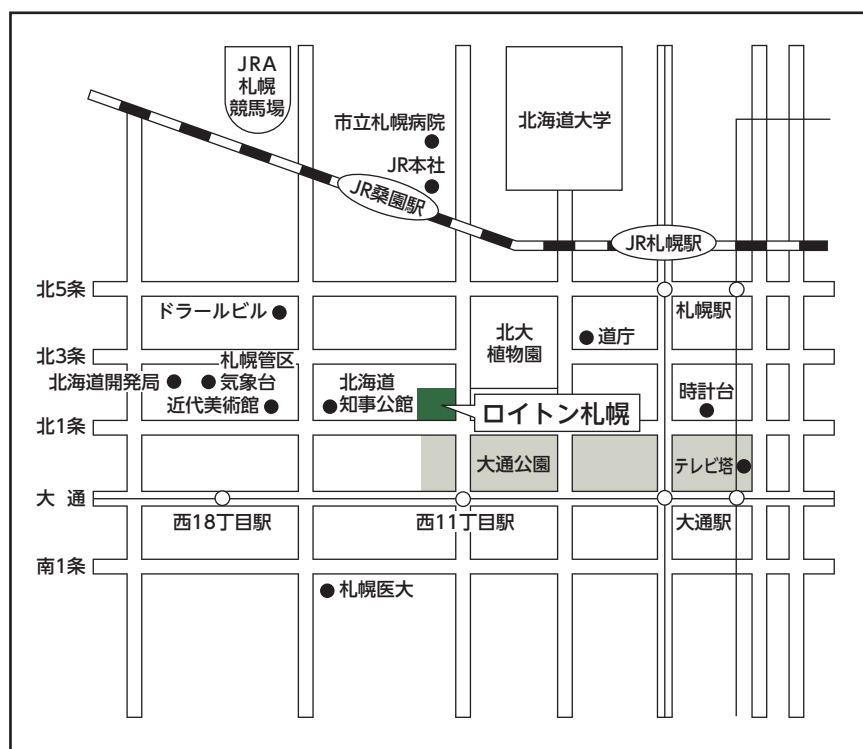 JRA
札幌
競馬場
市立札幌病院
北海道大学
JR本社
JR桑園駅
JR札幌駅
北5条
札幌駅
ドラールビル
北大
植物園
道庁
北3条
札幌管区
気象台
北海道開発局
北海道
知事公館
近代美術館
時計台
ロイトン札幌
北1条
大通公園
テレビ塔
大 通
西18丁目駅
西11丁目駅
大通駅
南1条
札幌医大